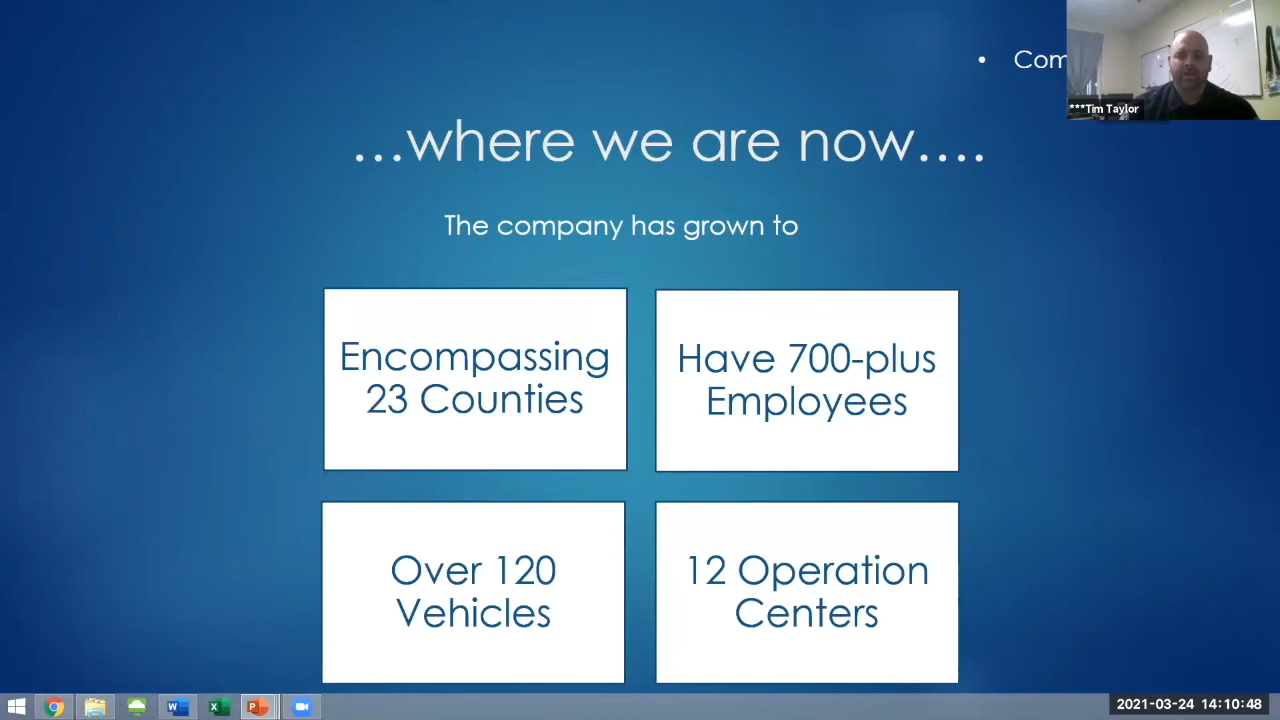 • Com
***Tim Taylor
...where we are now....
The company has grown to
Encompassing
23 Counties
Have 700-plus
Employees
Over 120
Vehicles
12 Operation
Centers
2021-03-24 14:10:48